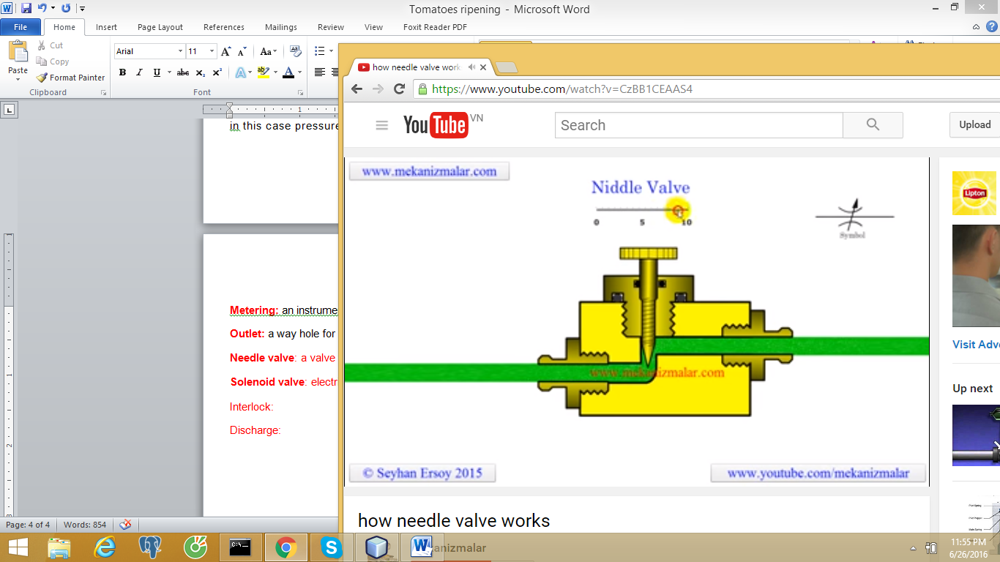 Tomatoes ripening - Microsoft Word
File Home Insert Page Layout References Mailings Review View Foxit Reader PDF
Paste
Cut
Copy
Format Painter
Clipboard
Arial 11
B I U abc X₂ X²
Aa
Font
in this case pressure
Metering: an instrume
Outlet: a way hole for
Needle valve: a valve
Solenoid valve: electr
Interlock:
Discharge:
Page: 4 of 4 Words: 854
how needle valve work
https://www.youtube.com/watch?v=CzBB1CEAAS4
YouTube VN
Search
Upload
www.mekanizmalar.com
Niddle Valve
0 5 10
Symbol
www.mekanizmalar.com
© Seyhan Ersoy 2015
www.youtube.com/mekanizmalar
how needle valve works
anizmalar
Lipton
Visit Adv
Up next
11:55 PM
6/26/2016